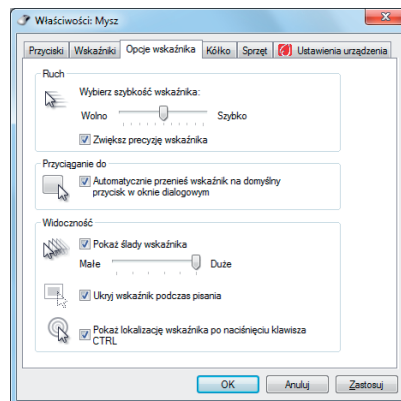 Właściwości: Mysz
Przyciski Wskaźniki Opcje wskaźnika Kółko Sprzęt Ustawienia urządzenia
Ruch
Wybierz szybkość wskaźnika:
Wolno Szybko
Zwiększ precyzję wskaźnika
Przyciąganie do
Automatycznie przenieś wskaźnik na domyślny
przycisk w oknie dialogowym
Widoczność
Pokaż ślady wskaźnika
Małe Duże
Ukryj wskaźnik podczas pisania
Pokaż lokalizację wskaźnika po naciśnięciu klawisza
CTRL
OK Anuluj Zastosuj